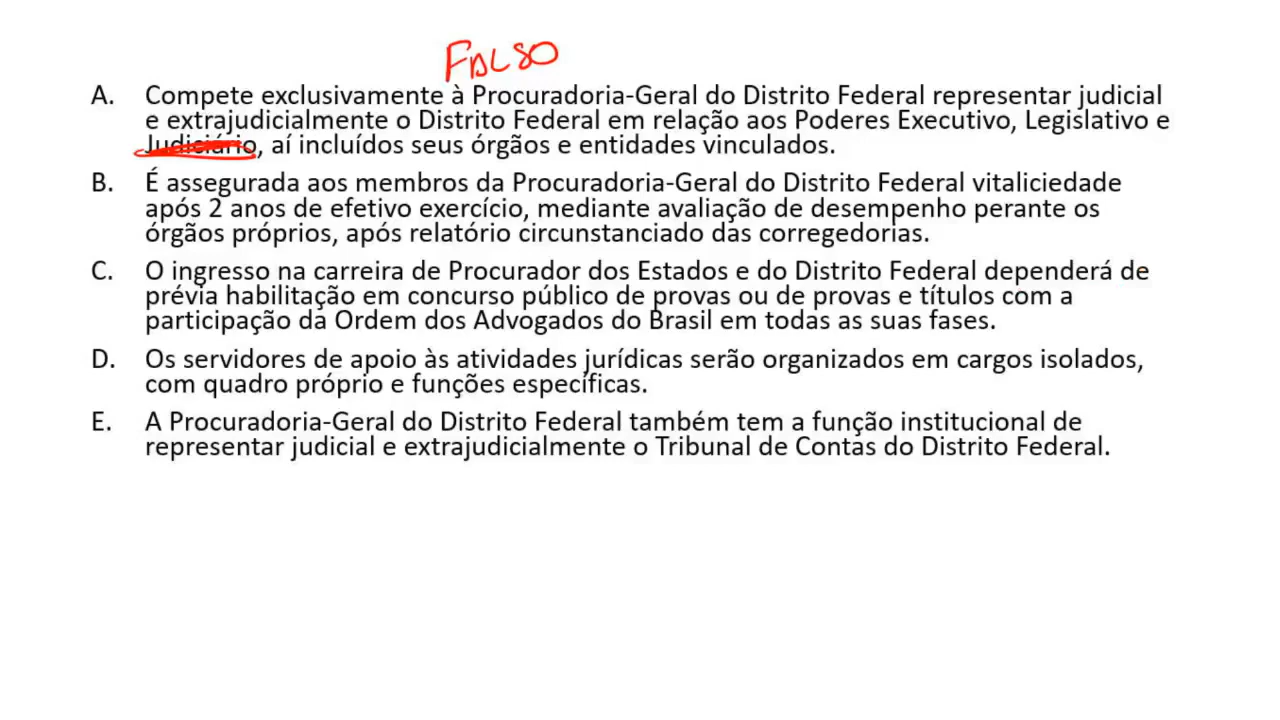 FALSO
A. Compete exclusivamente à Procuradoria-Geral do Distrito Federal representar judicial
e extrajudicialmente o Distrito Federal em relação aos Poderes Executivo, Legislativo e
Judiciário, aí incluídos seus órgãos e entidades vinculados.
B. É assegurada aos membros da Procuradoria-Geral do Distrito Federal vitaliciedade
após 2 anos de efetivo exercício, mediante avaliação de desempenho perante os
órgãos próprios, após relatório circunstanciado das corregedorias.
C. O ingresso na carreira de Procurador dos Estados e do Distrito Federal dependerá de
prévia habilitação em concurso público de provas ou de provas e títulos com a
participação da Ordem dos Advogados do Brasil em todas as suas fases.
D. Os servidores de apoio às atividades jurídicas serão organizados em cargos isolados,
com quadro próprio e funções específicas.
E. A Procuradoria-Geral do Distrito Federal também tem a função institucional de
representar judicial e extrajudicialmente o Tribunal de Contas do Distrito Federal.